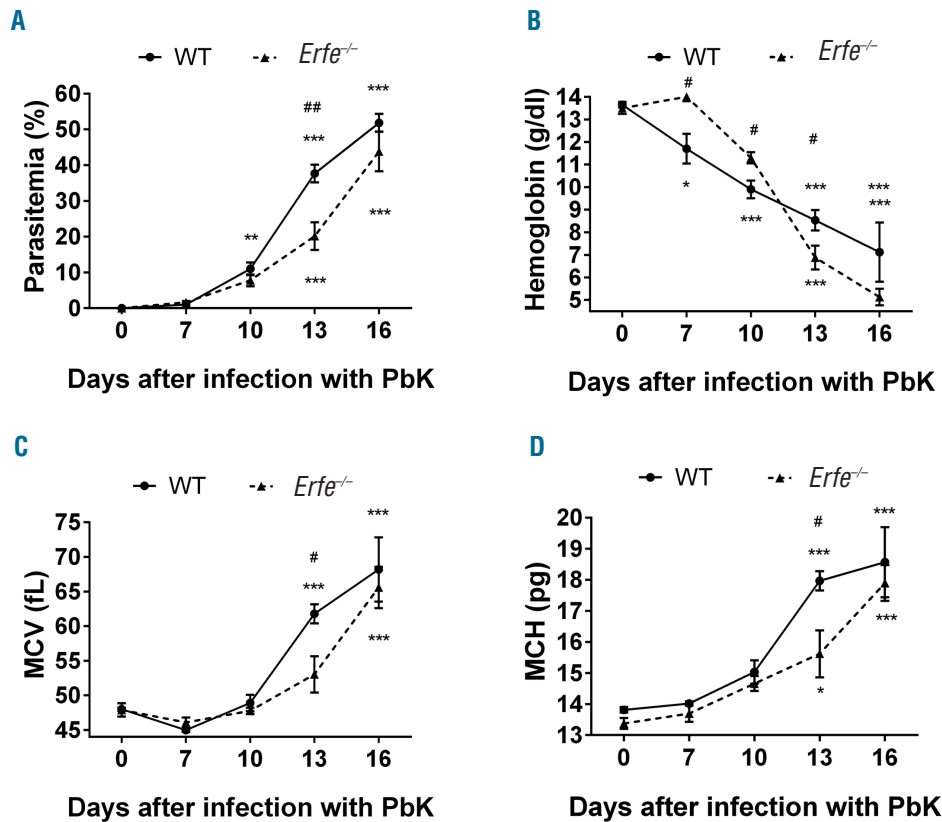 A
WT Erfe–/–
Parasitemia (%)
60
50
40
30
20
10
0
**
##
***
***
***
***
0 7 10 13 16
Days after infection with PbK
B
WT Erfe–/–
Hemoglobin (g/dl)
14
13
12
11
10
9
8
7
6
5
#
*
#
***
#
***
***
***
***
0 7 10 13 16
Days after infection with PbK
C
WT Erfe–/–
MCV (fL)
75
70
65
60
55
50
45
#
***
***
***
0 7 10 13 16
Days after infection with PbK
D
WT Erfe–/–
MCH (pg)
20
19
18
17
16
15
14
13
#
***
*
***
***
0 7 10 13 16
Days after infection with PbK